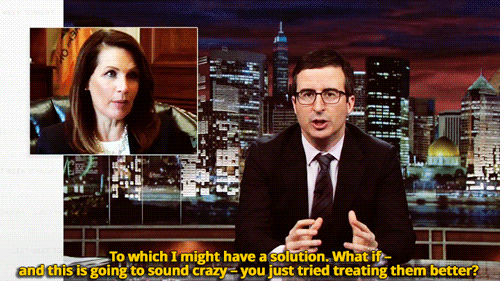 To which I might have a solution. What if –
and this is going to sound crazy – you just tried treating them better?